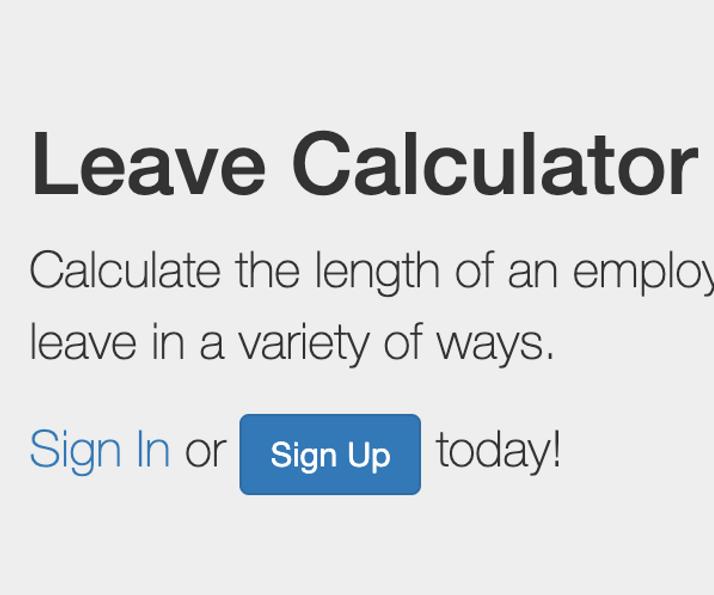 Leave Calculator
Calculate the length of an employ
leave in a variety of ways.
Sign In or Sign Up today!